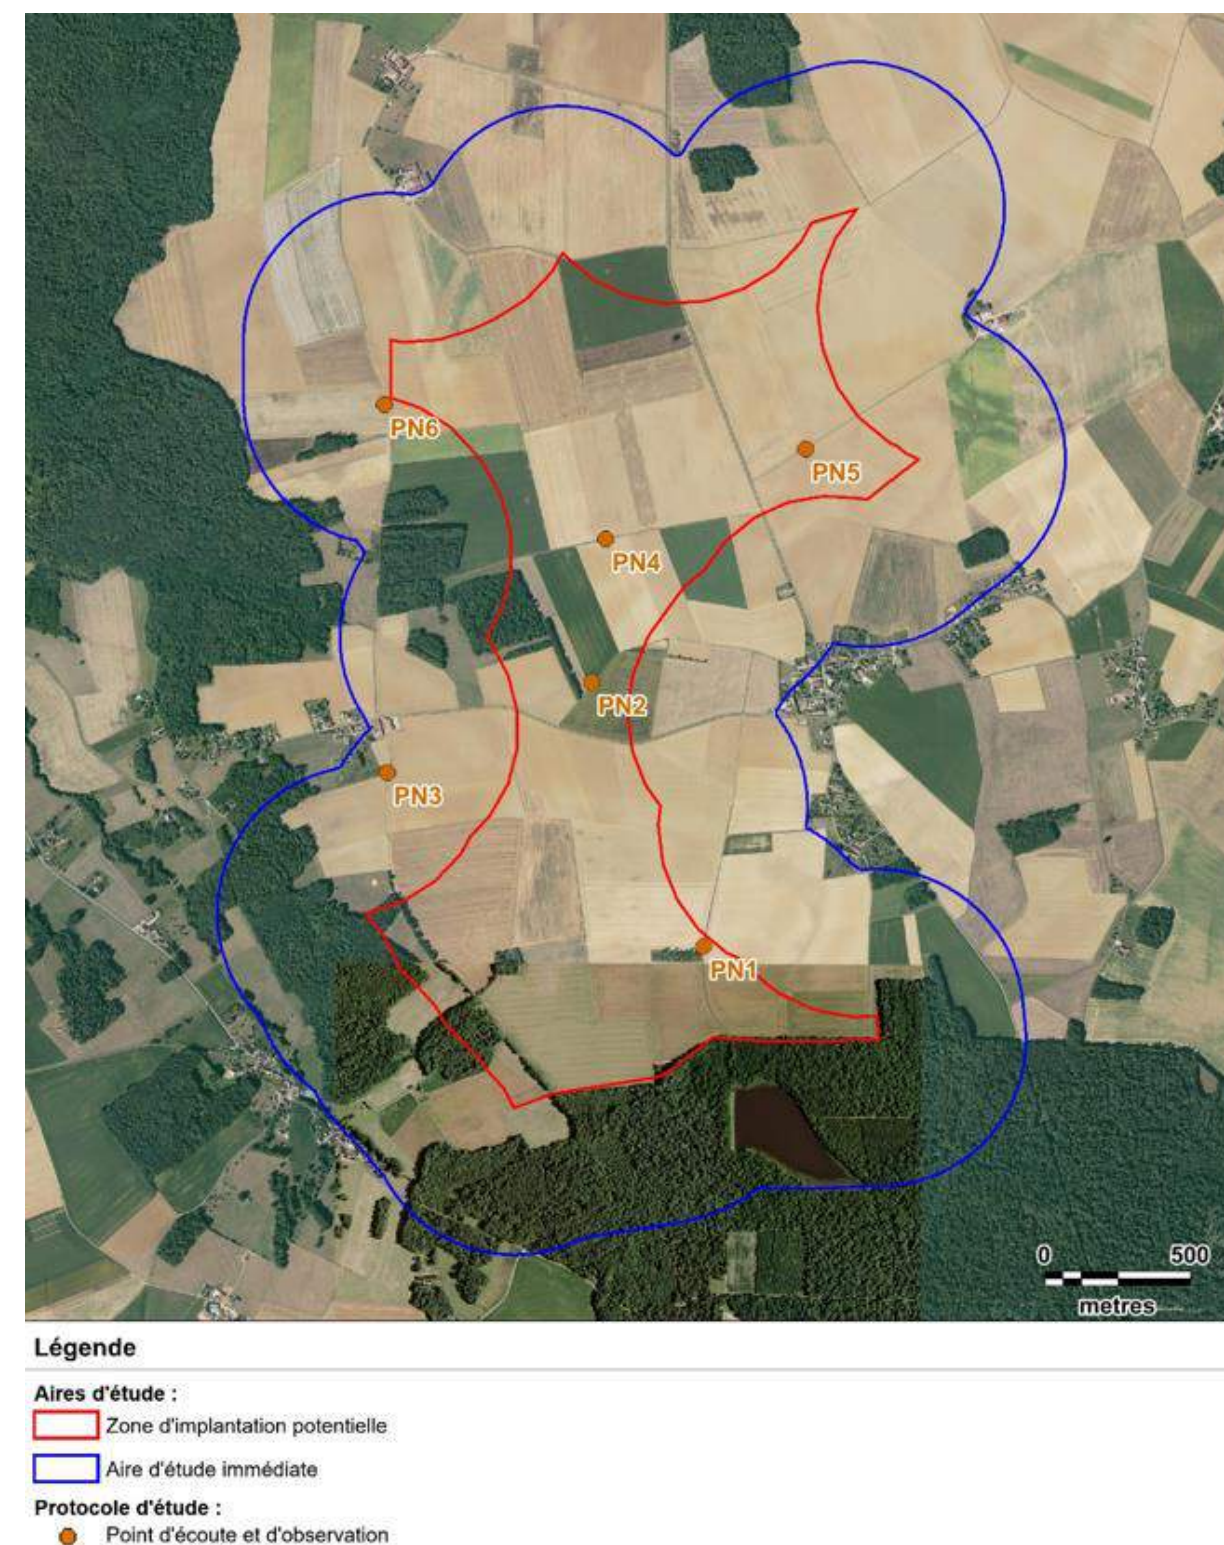 PN6
PN5
PN4
PN2
PN3
PN1
0 500
metres
Légende
Aires d'étude :
Zone d'implantation potentielle
Aire d'étude immédiate
Protocole d'étude :
Point d'écoute et d'observation